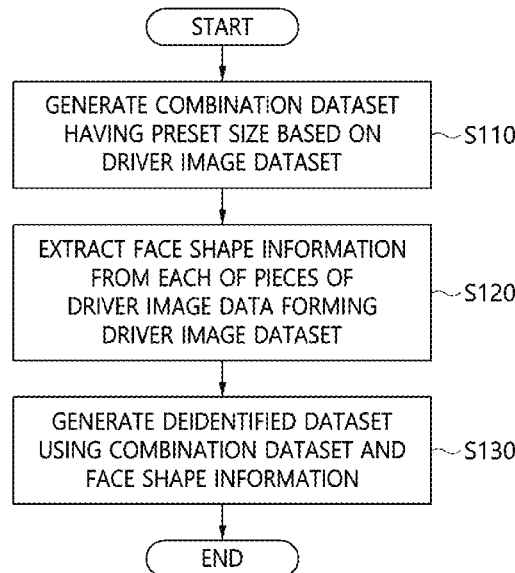 START
GENERATE COMBINATION DATASET
HAVING PRESET SIZE BASED ON
DRIVER IMAGE DATASET
S110
EXTRACT FACE SHAPE INFORMATION
FROM EACH OF PIECES OF
DRIVER IMAGE DATA FORMING
DRIVER IMAGE DATASET
S120
GENERATE DEIDENTIFIED DATASET
USING COMBINATION DATASET AND
FACE SHAPE INFORMATION
S130
END